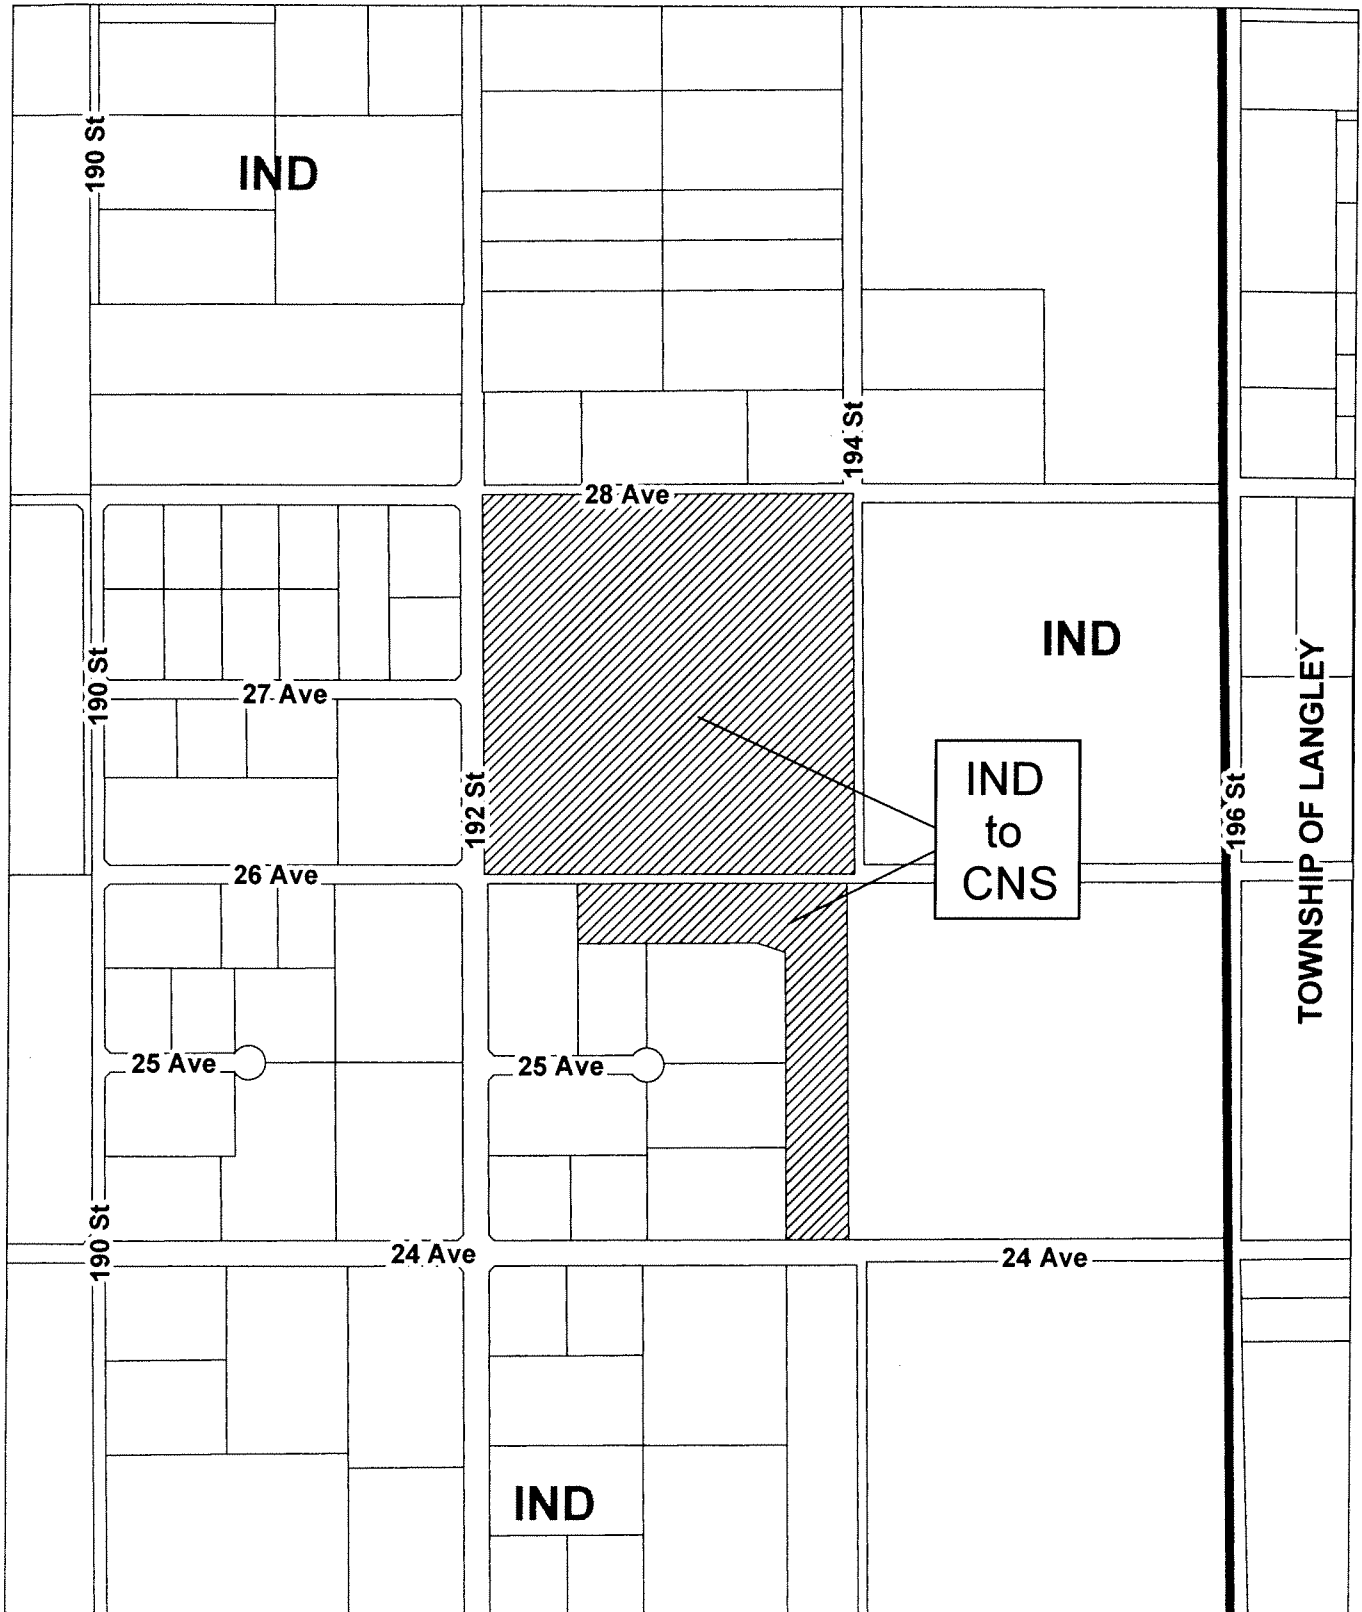 190 St
IND
194 St
28 Ave
IND
190 St
27 Ave
192 St
IND
to
CNS
196 St
TOWNSHIP OF LANGLEY
26 Ave
25 Ave
25 Ave
190 St
24 Ave
24 Ave
IND